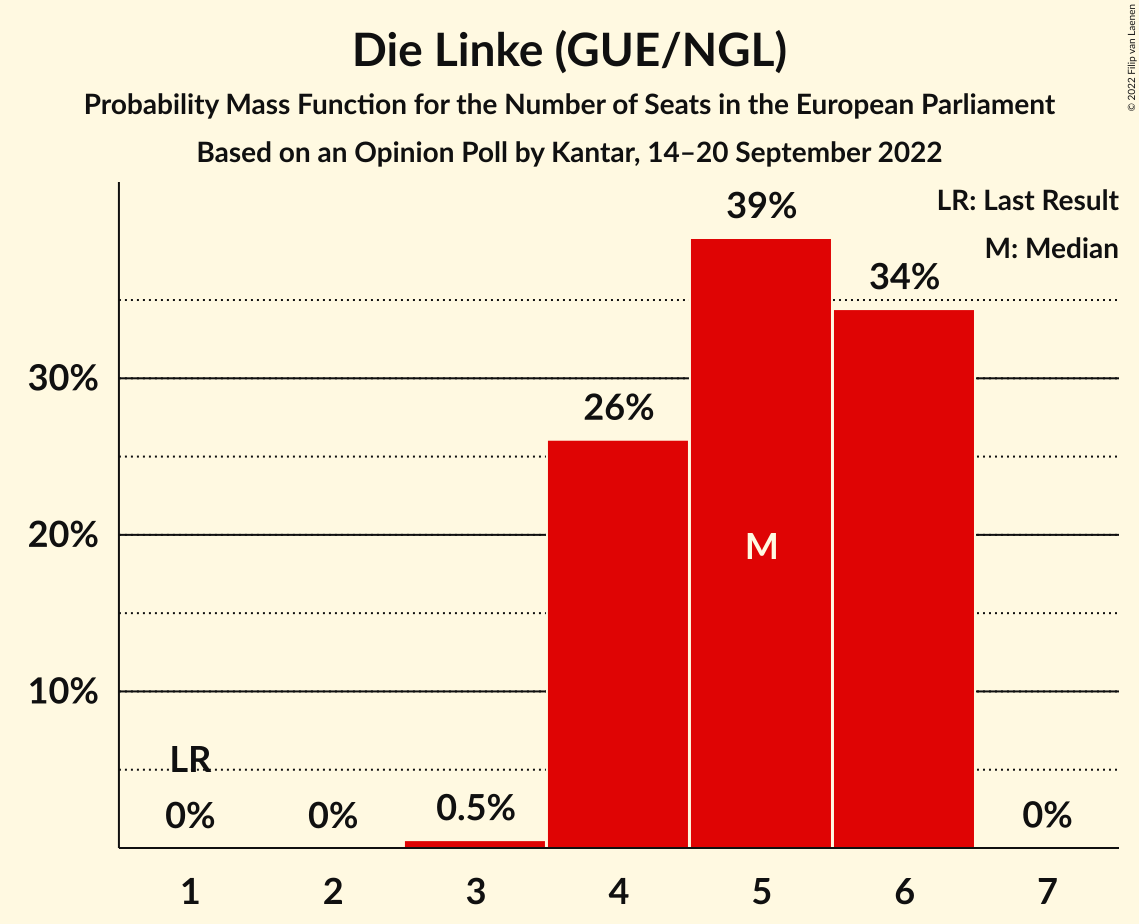 Die Linke (GUE/NGL)
Probability Mass Function for the Number of Seats in the European Parliament
Based on an Opinion Poll by Kantar, 14–20 September 2022
© 2022 Filip van Laenen
LR: Last Result
M: Median
39%
34%
30%
26%
20%
M
10%
LR
0%
0%
0.5%
0%
1
2
3
4
5
6
7